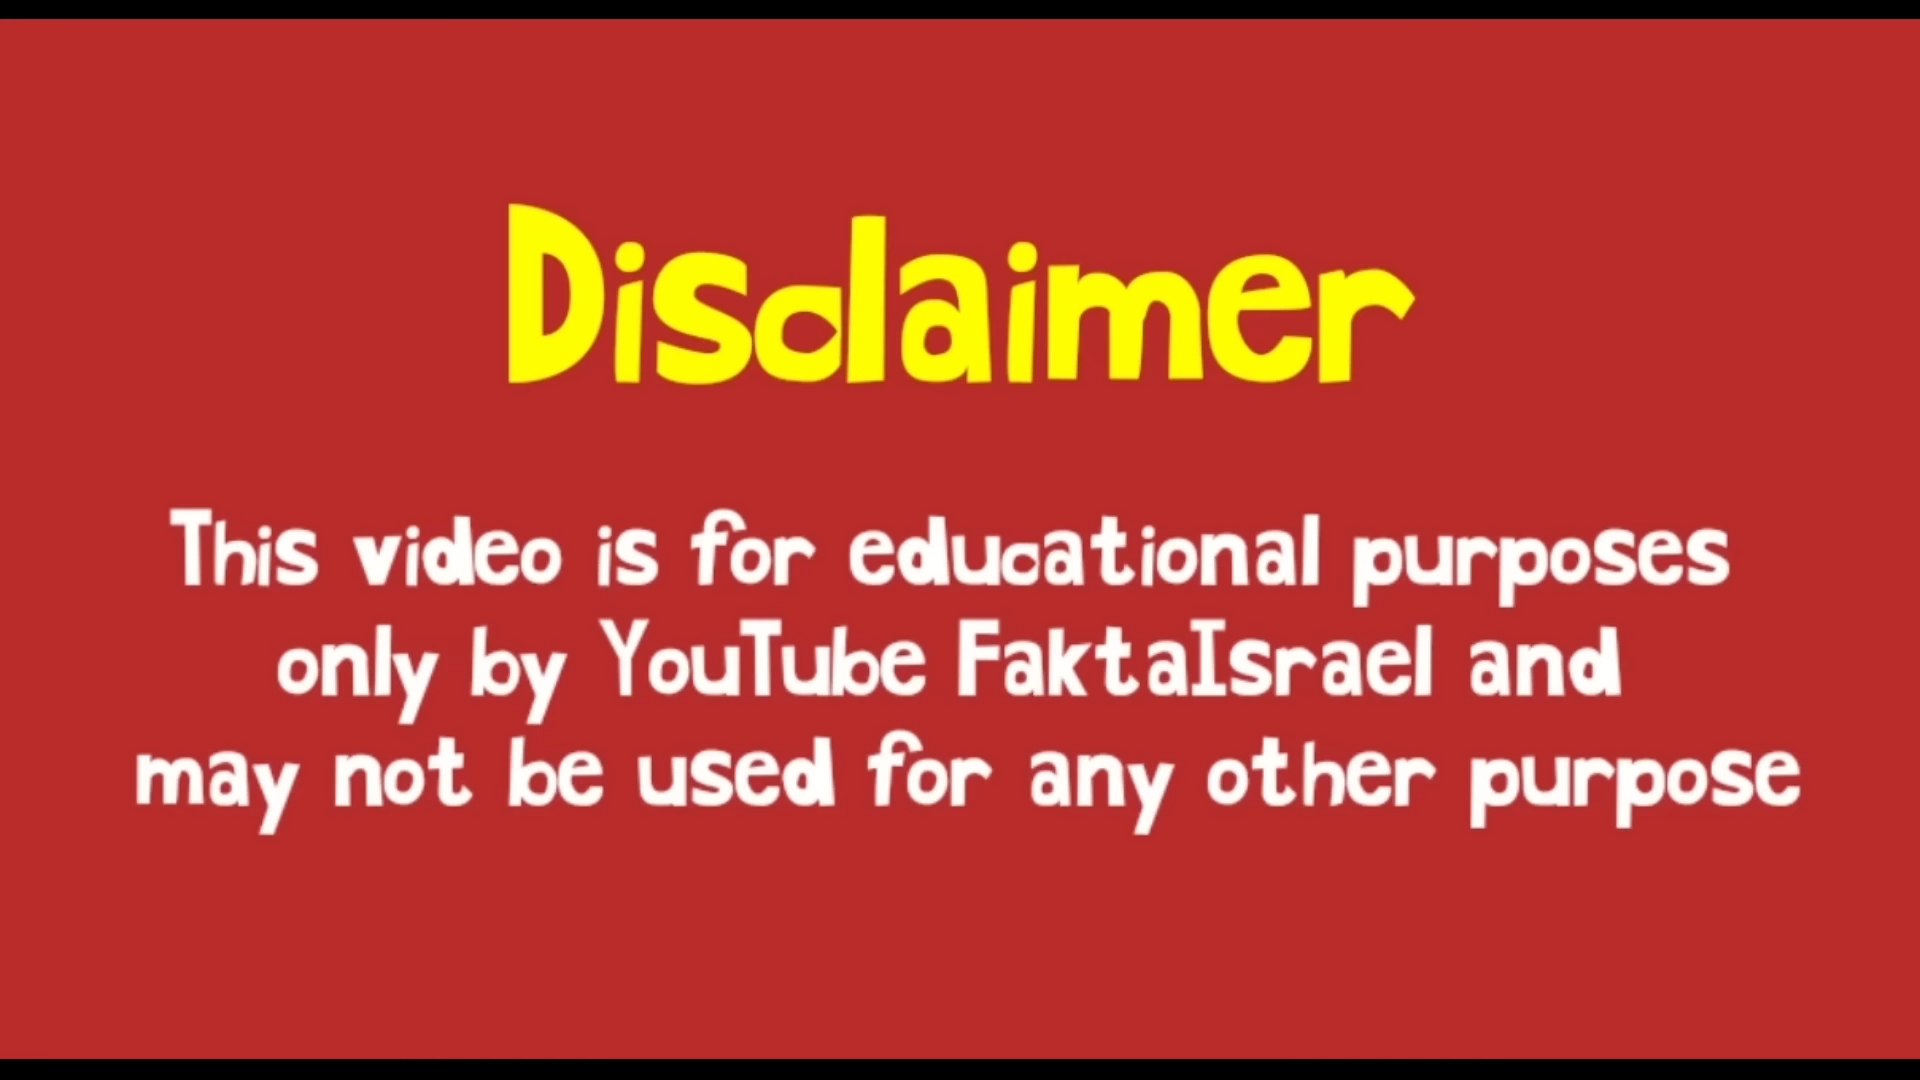 Disclaimer
This video is for educational purposes
only by YouTube FaktaIsrael and
may not be used for any other purpose